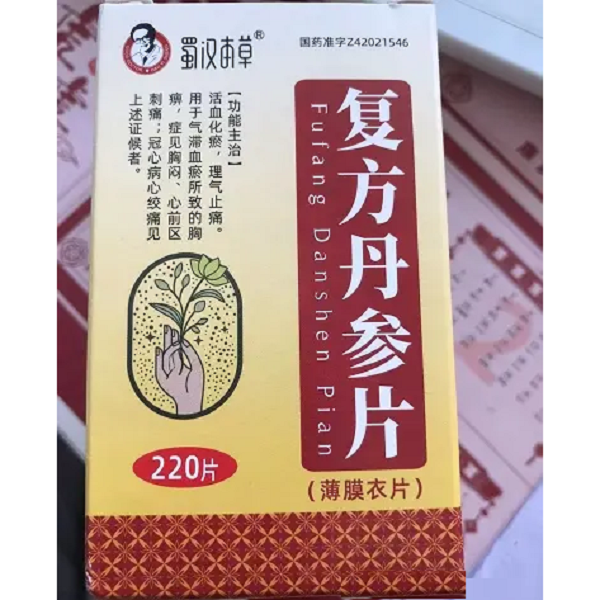 蜀汉本草®
国药准字Z42021546
复方丹参片
Fufang Danshen Pian
(薄膜衣片)
【功能主治】
活血化瘀，理气止痛。
用于气滞血瘀所致的胸
痹，症见胸闷、心前区
刺痛；冠心病心绞痛见
上述证候者。
220片